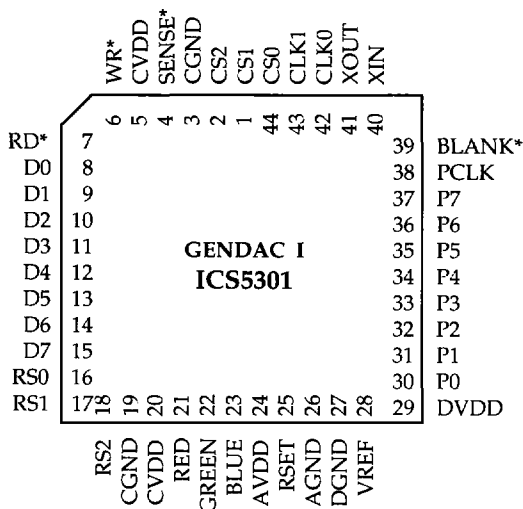 WR*
CVDD
SENSE*
CGND
CS2
CS1
CS0
CLK1
CLK0
XOUT
XIN
6 5 4 3 2 1 44 43 42 41 40
RD* 7
D0 8
D1 9
D2 10
D3 11
D4 12
D5 13
D6 14
D7 15
RS0 16
RS1 17
GENDAC I
ICS5301
39 BLANK*
38 PCLK
37 P7
36 P6
35 P5
34 P4
33 P3
32 P2
31 P1
30 P0
29 DVDD
18 19 20 21 22 23 24 25 26 27 28
RS2
CGND
CVDD
RED
GREEN
BLUE
AVDD
RSET
AGND
DGND
VREF